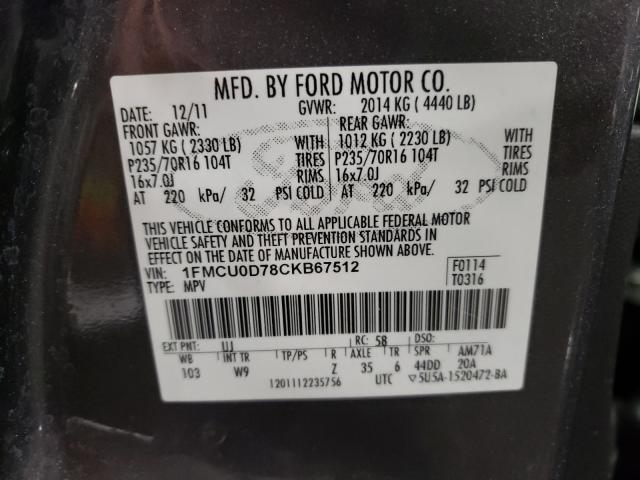 MFD. BY FORD MOTOR CO.
DATE: 12/11 GVWR: 2014 KG ( 4440 LB)
FRONT GAWR: REAR GAWR:
1057 KG ( 2330 LB) WITH 1012 KG ( 2230 LB) WITH
P235/70R16 104T TIRES P235/70R16 104T TIRES
16x7.0J RIMS 16x7.0J RIMS
AT 220 kPa/ 32 PSI COLD AT 220 kPa/ 32 PSI COLD
THIS VEHICLE CONFORMS TO ALL APPLICABLE FEDERAL MOTOR
VEHICLE SAFETY AND THEFT PREVENTION STANDARDS IN
EFFECT ON THE DATE OF MANUFACTURE SHOWN ABOVE.
VIN: 1FMCU0D78CKB67512 F0114
TYPE: MPV T0316
EXT PNT: UJ RC: 58 DSO:
WB INT TR TP/PS R AXLE TR SPR AM71A
103 W9 Z 35 6 44DD 20A
1201112235756 UTC ▽5U5A-1520472-BA